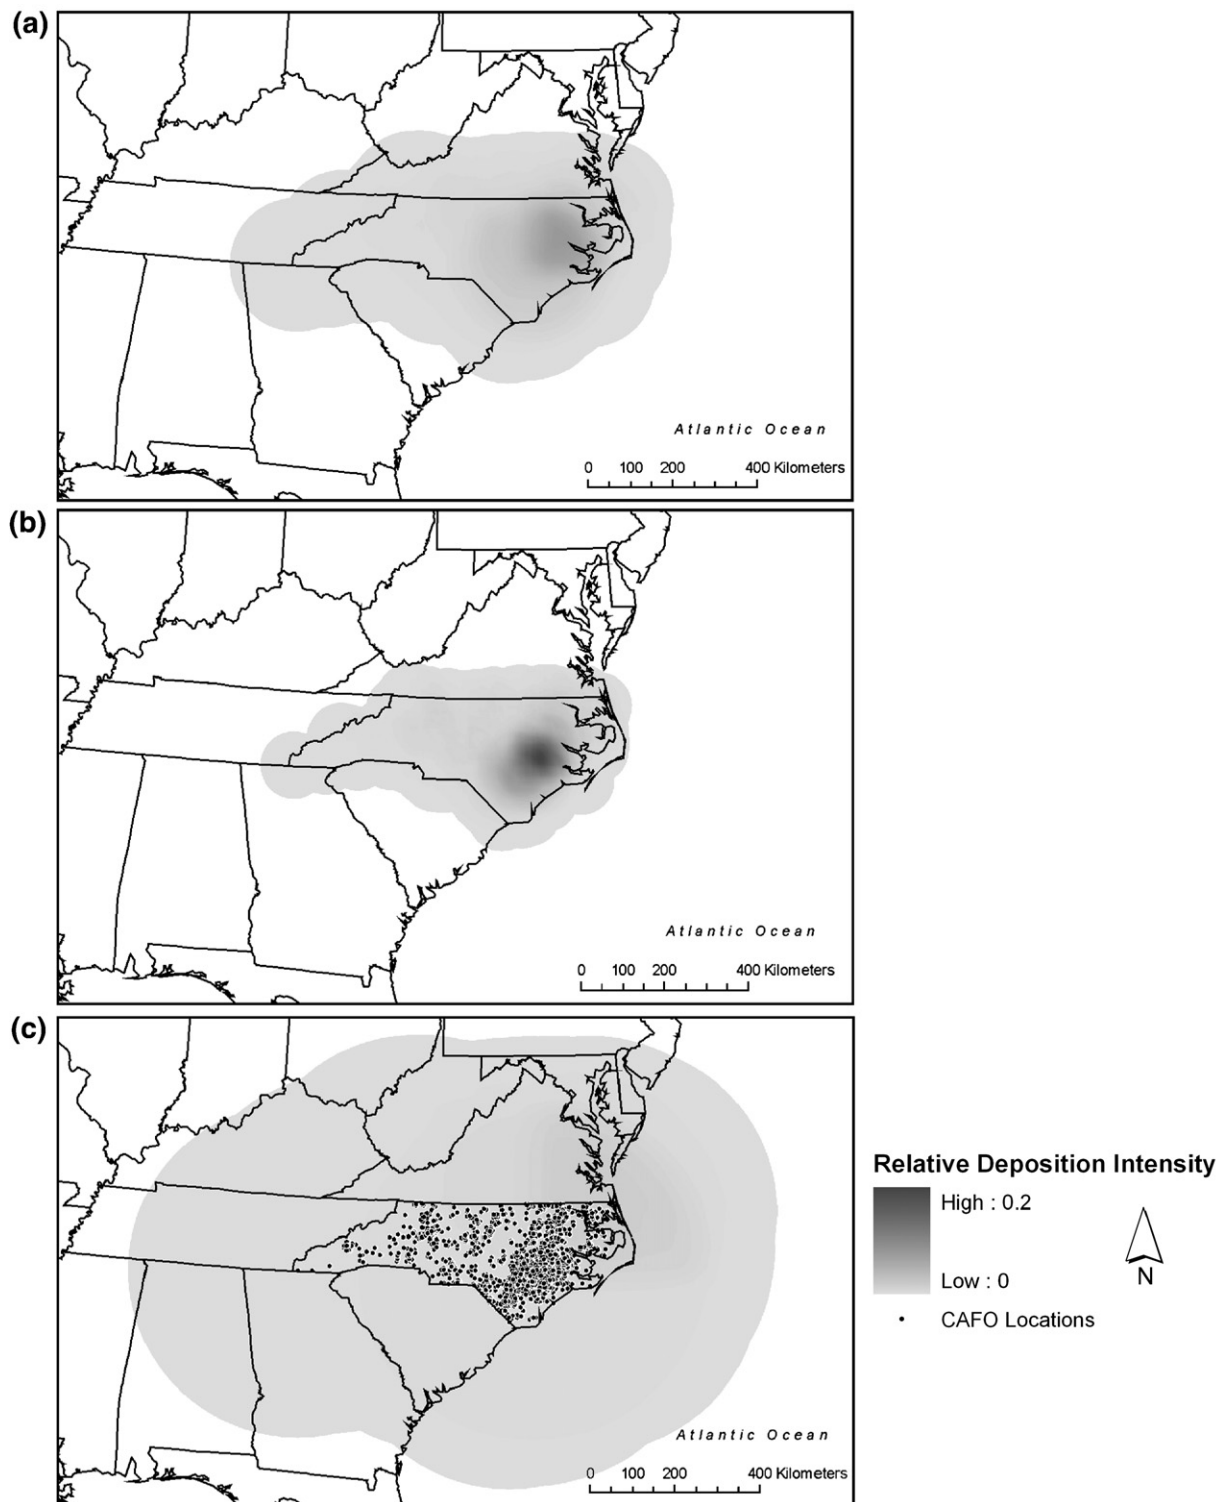 (a)
Atlantic Ocean
0 100 200 400 Kilometers
(b)
Atlantic Ocean
0 100 200 400 Kilometers
(c)
Relative Deposition Intensity
High : 0.2
Low : 0
N
CAFO Locations
Atlantic Ocean
0 100 200 400 Kilometers